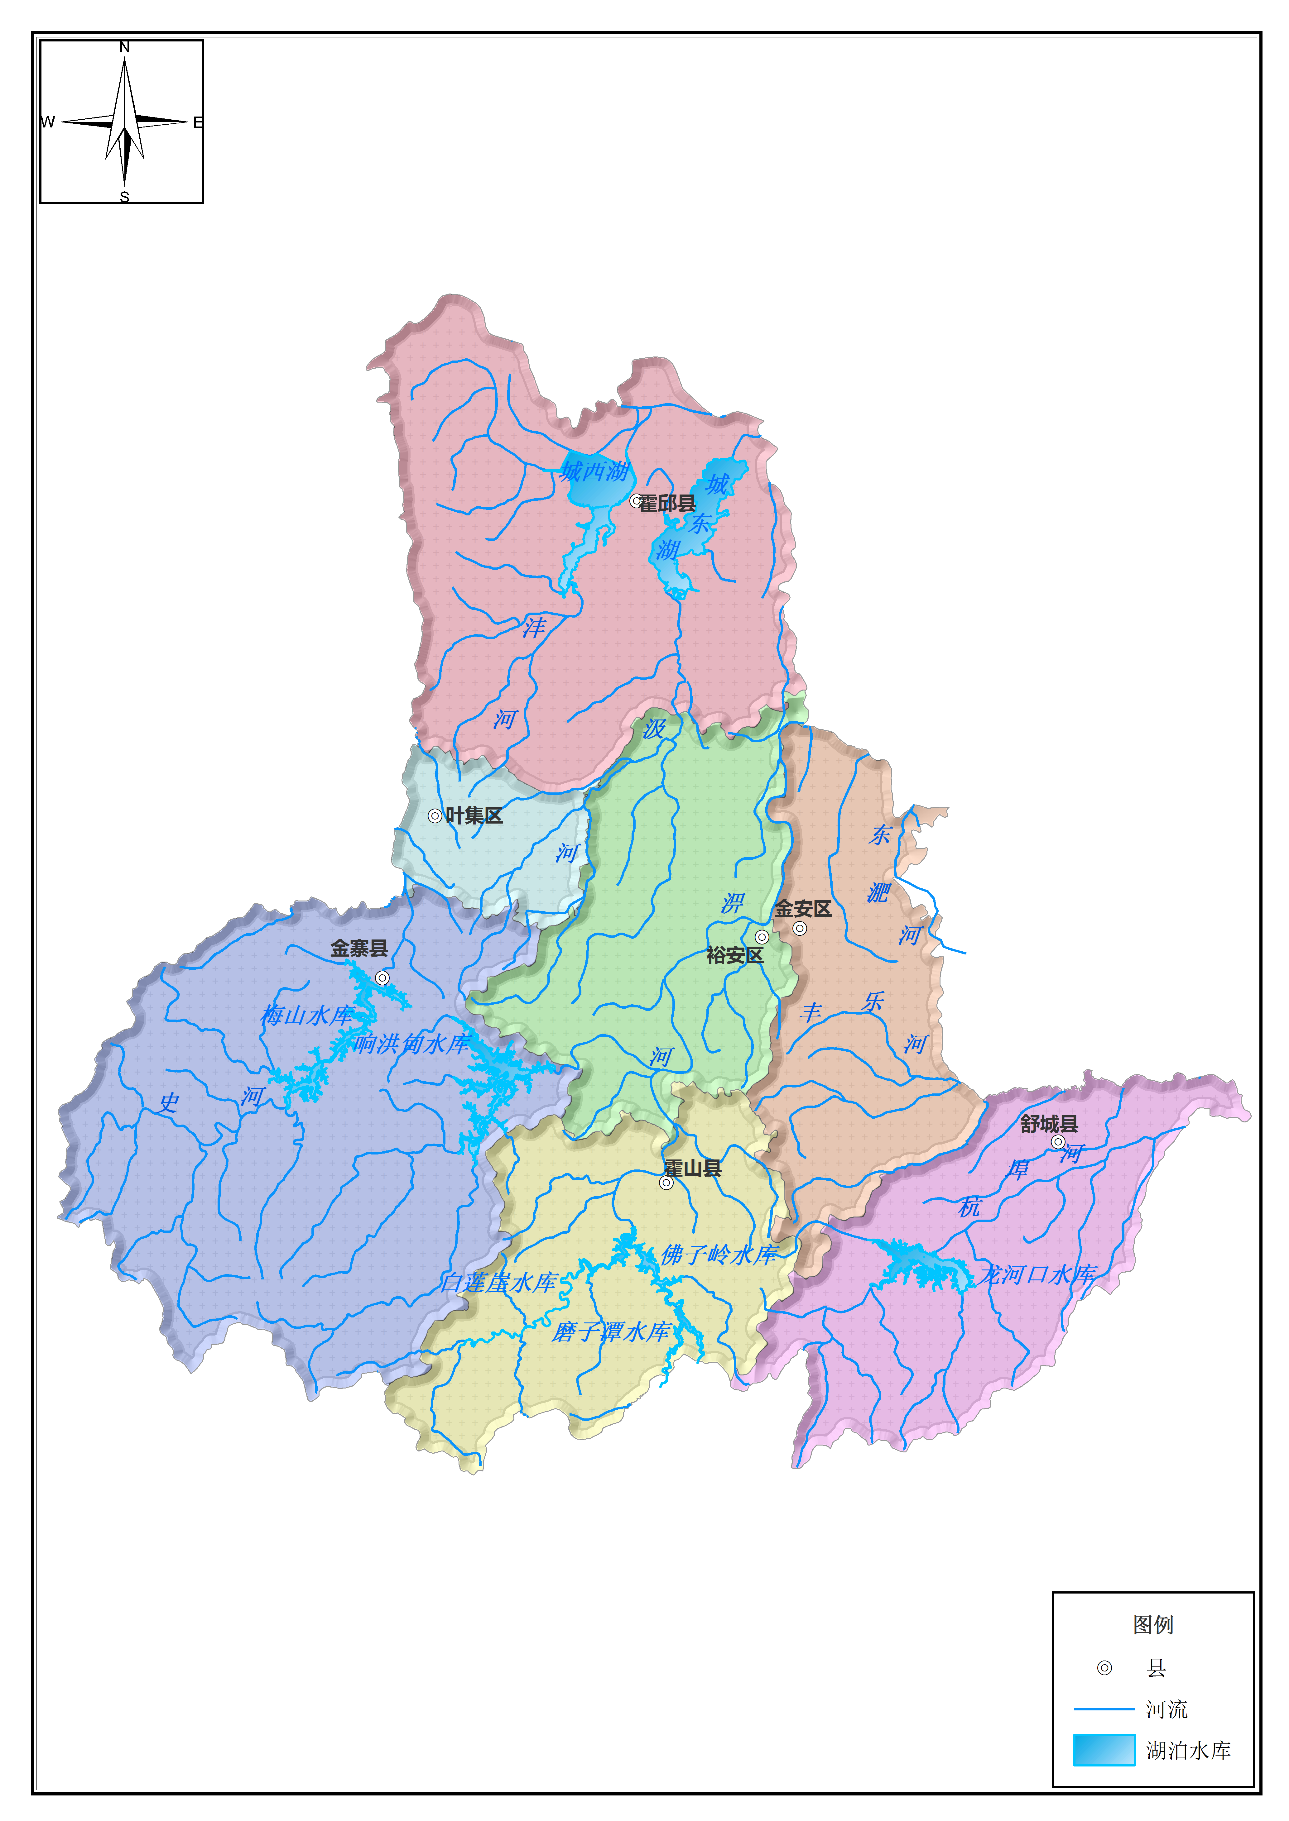 N
W
E
S
城西湖
城东湖
霍邱县
沣河
汲河
叶集区
东淝河
淠河
金安区
裕安区
金寨县
梅山水库
响洪甸水库
丰乐河
史河
舒城县
杭埠河
霍山县
佛子岭水库
白莲崖水库
龙河口水库
磨子潭水库
图例
县
河流
湖泊水库